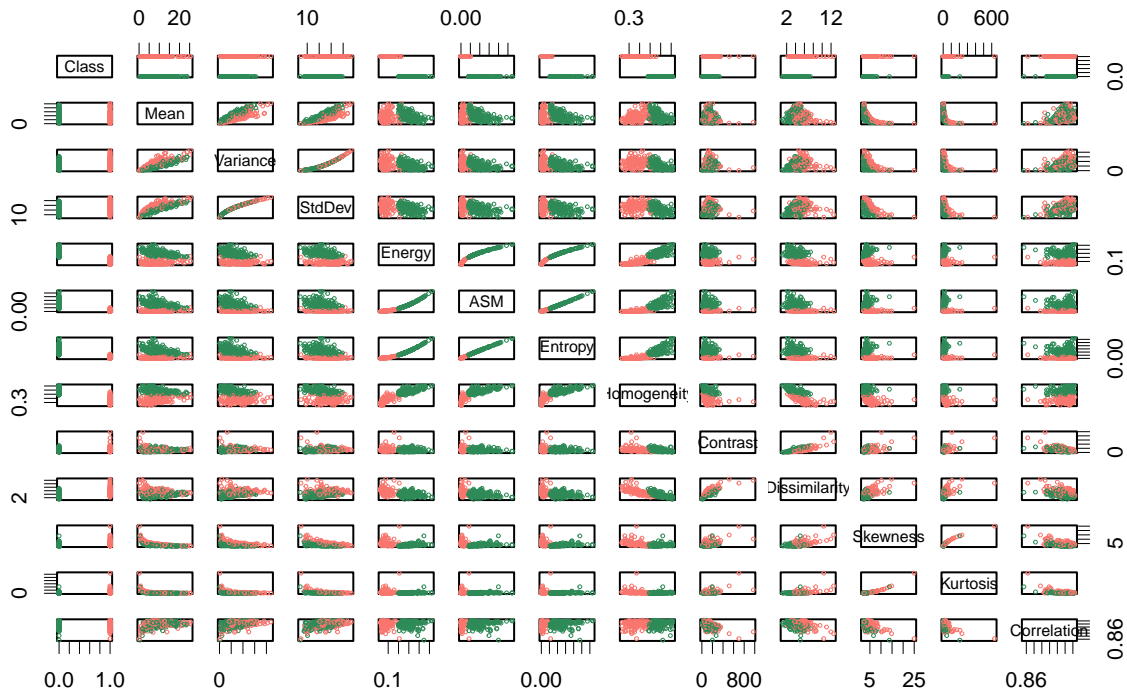 0 20 10 0.00 0.3 2 12 0 600
Class 0.0
0 Mean
Variance 0
10 StdDev
Energy 0.1
0.00 ASM
Entropy 0.00
0.3 Homogeneity
Contrast 0
2 Dissimilarity
Skewness 5
0 Kurtosis
Correlation 0.86
0.0 1.0 0 0.1 0.00 0 800 5 25 0.86